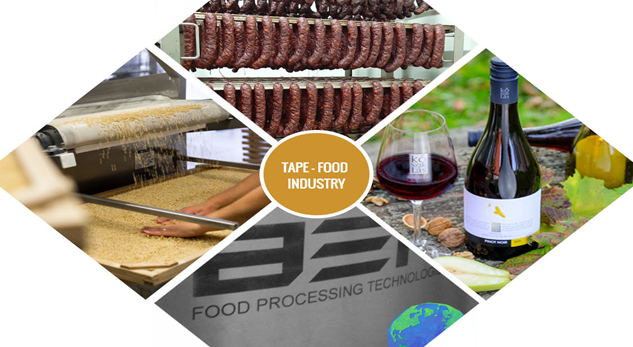 TAPE - FOOD
INDUSTRY
PINOT NOIR
FOOD PROCESSING TECHNOLOG